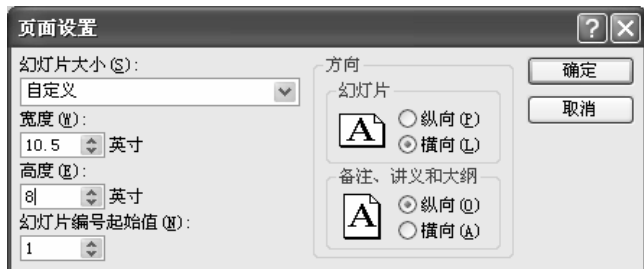 页面设置
幻灯片大小(S):
自定义
宽度(W):
10.5 英寸
高度(E):
8 英寸
幻灯片编号起始值(N):
1
方向
幻灯片
A
纵向(P)
横向(L)
备注、讲义和大纲
A
纵向(O)
横向(A)
确定
取消